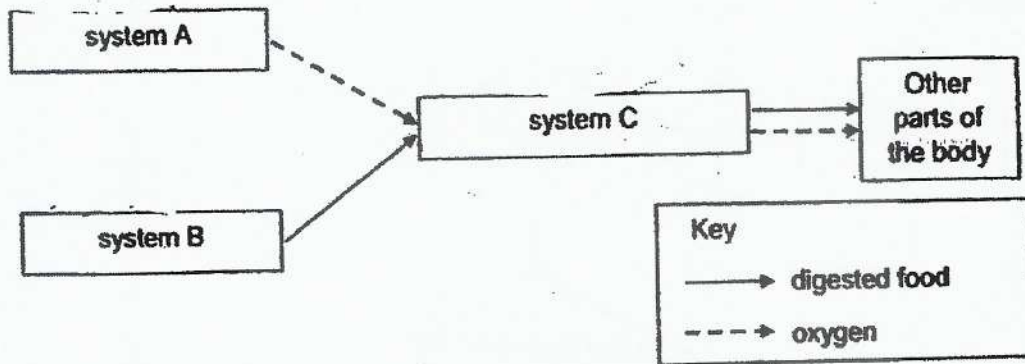 system A
system C
Other
parts of
the body
system B
Key
digested food
oxygen